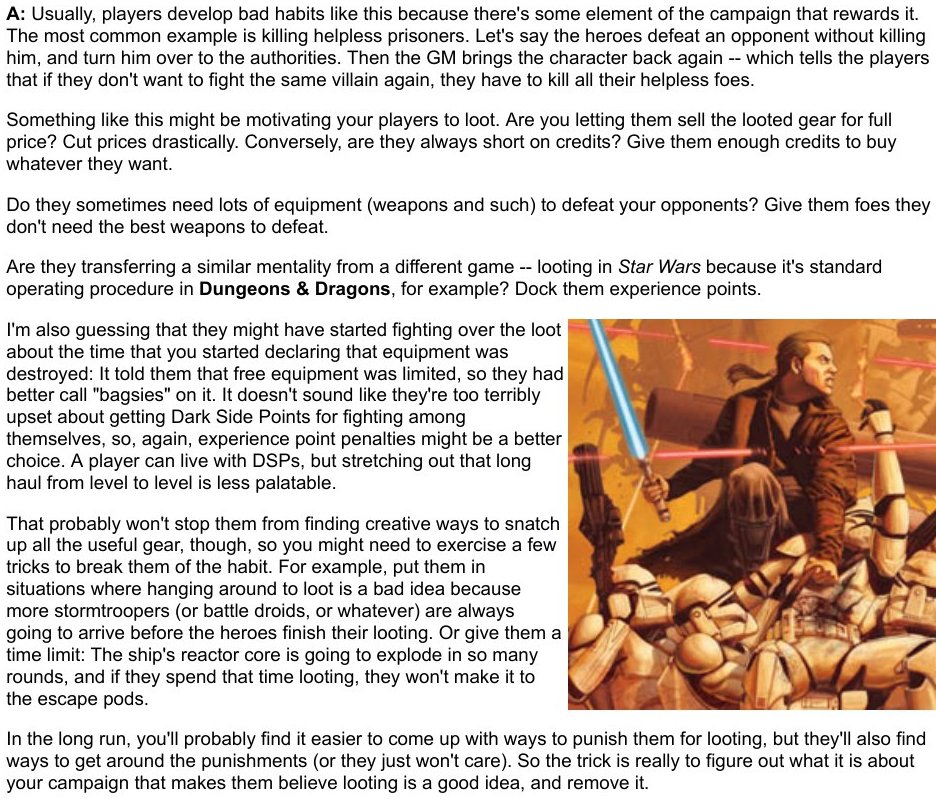 A: Usually, players develop bad habits like this because there's some element of the campaign that rewards it.
The most common example is killing helpless prisoners. Let's say the heroes defeat an opponent without killing
him, and turn him over to the authorities. Then the GM brings the character back again -- which tells the players
that if they don't want to fight the same villain again, they have to kill all their helpless foes.
Something like this might be motivating your players to loot. Are you letting them sell the looted gear for full
price? Cut prices drastically. Conversely, are they always short on credits? Give them enough credits to buy
whatever they want.
Do they sometimes need lots of equipment (weapons and such) to defeat your opponents? Give them foes they
don't need the best weapons to defeat.
Are they transferring a similar mentality from a different game -- looting in Star Wars because it's standard
operating procedure in Dungeons & Dragons, for example? Dock them experience points.
I'm also guessing that they might have started fighting over the loot
about the time that you started declaring that equipment was
destroyed: It told them that free equipment was limited, so they had
better call "bagsies" on it. It doesn't sound like they're too terribly
upset about getting Dark Side Points for fighting among
themselves, so, again, experience point penalties might be a better
choice. A player can live with DSPs, but stretching out that long
haul from level to level is less palatable.
That probably won't stop them from finding creative ways to snatch
up all the useful gear, though, so you might need to exercise a few
tricks to break them of the habit. For example, put them in
situations where hanging around to loot is a bad idea because
more stormtroopers (or battle droids, or whatever) are always
going to arrive before the heroes finish their looting. Or give them a
time limit: The ship's reactor core is going to explode in so many
rounds, and if they spend that time looting, they won't make it to
the escape pods.
In the long run, you'll probably find it easier to come up with ways to punish them for looting, but they'll also find
ways to get around the punishments (or they just won't care). So the trick is really to figure out what it is about
your campaign that makes them believe looting is a good idea, and remove it.